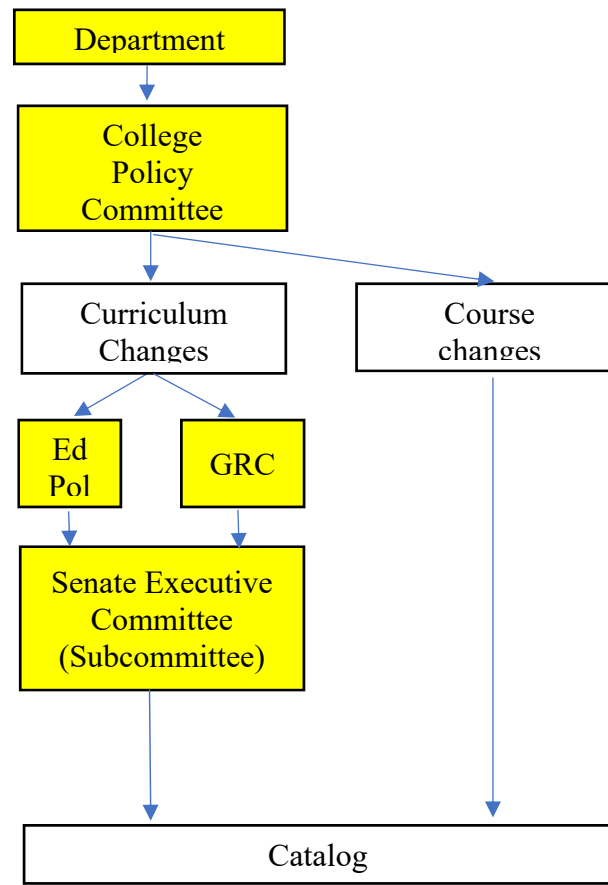 Department
College
Policy
Committee
Curriculum
Changes
Course
changes
Ed
Pol
GRC
Senate Executive
Committee
(Subcommittee)
Catalog